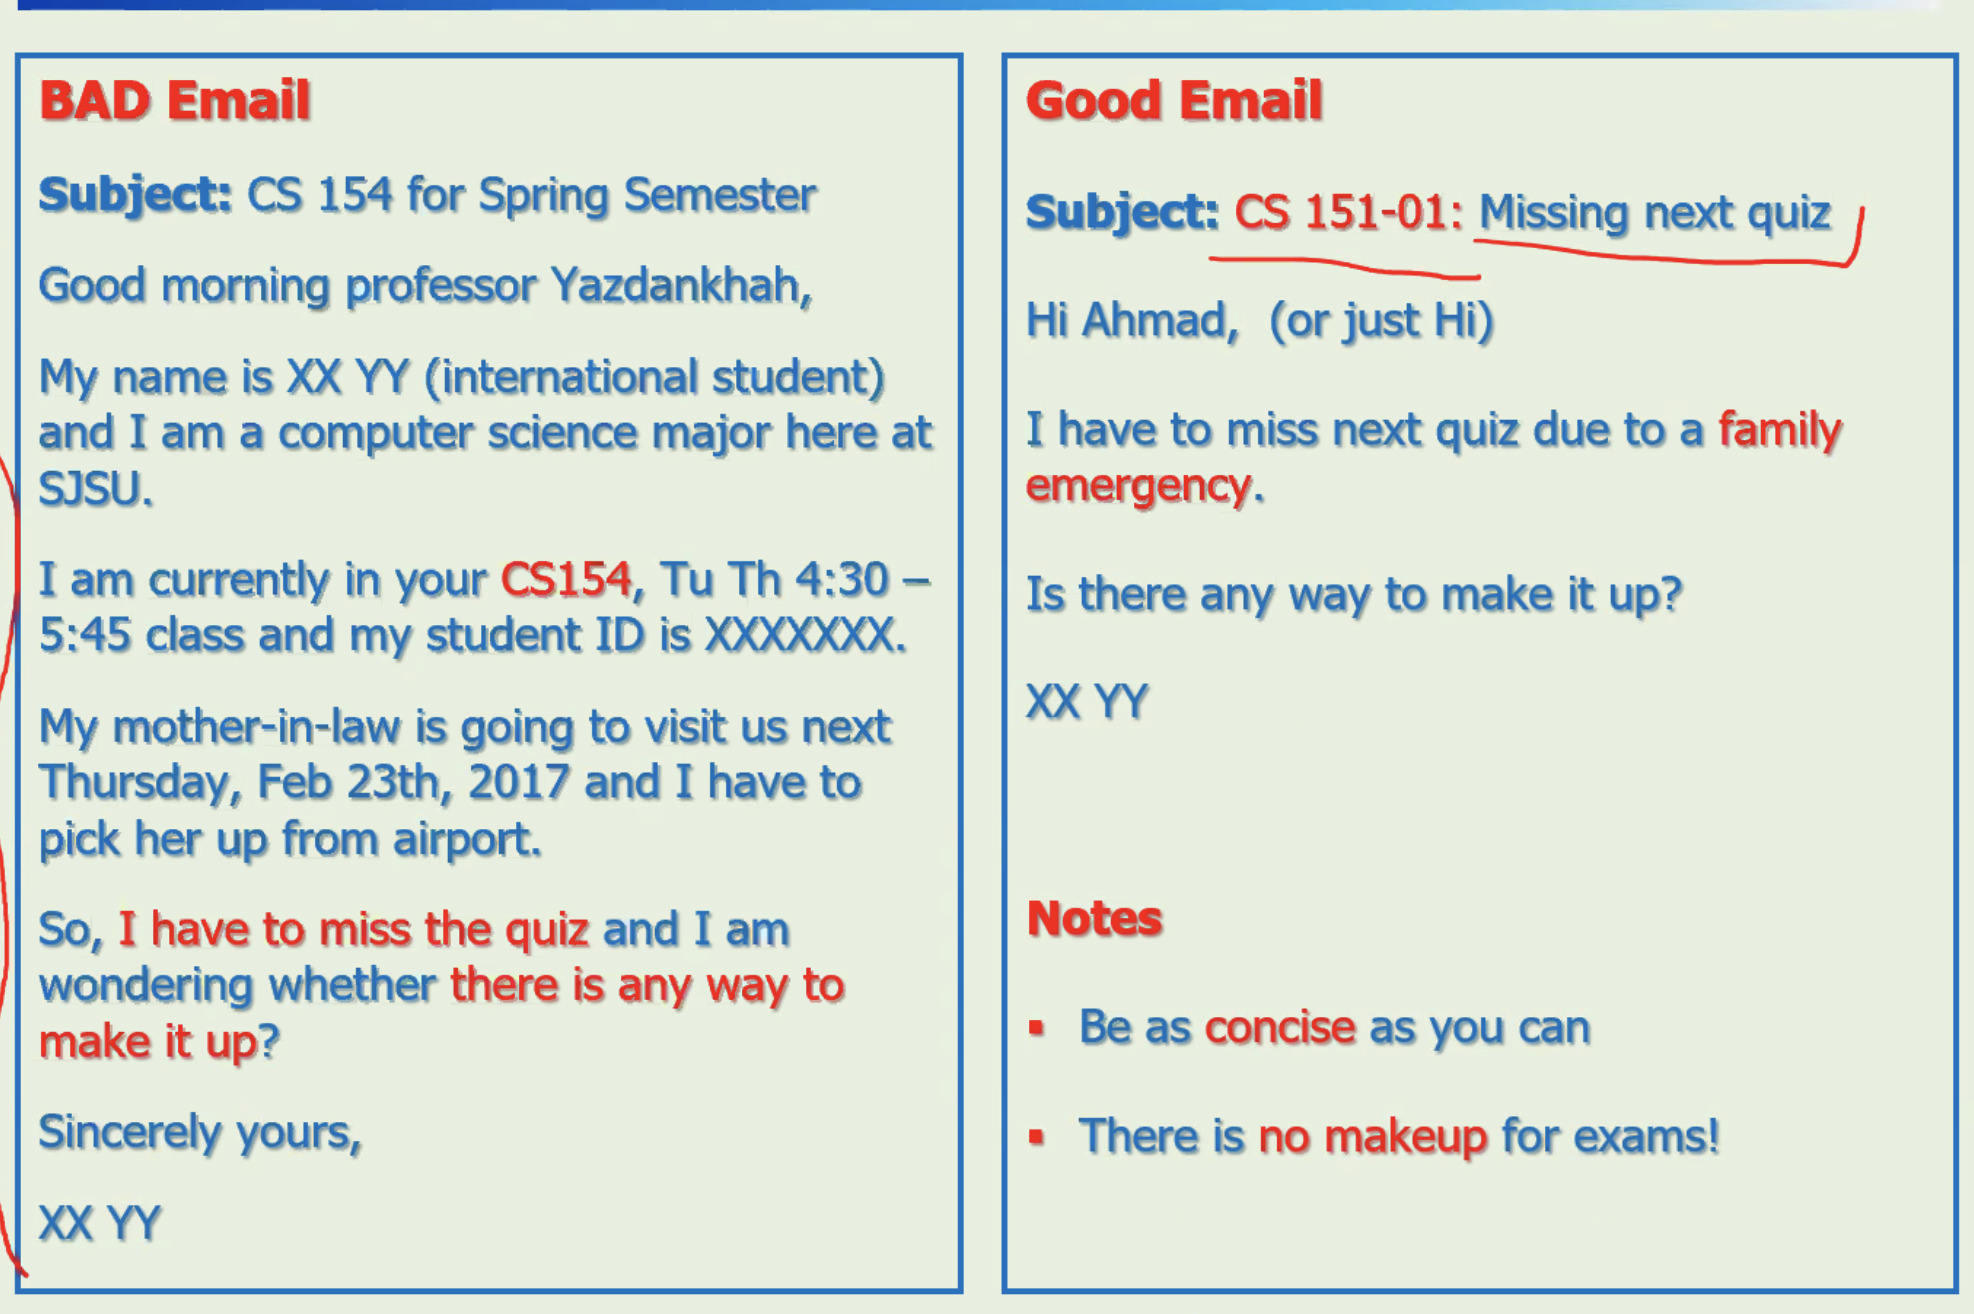 BAD Email
Subject: CS 154 for Spring Semester
Good morning professor Yazdankhah,
My name is XX YY (international student)
and I am a computer science major here at
SJSU.
I am currently in your CS154, Tu Th 4:30 –
5:45 class and my student ID is XXXXXXX.
My mother-in-law is going to visit us next
Thursday, Feb 23th, 2017 and I have to
pick her up from airport.
So, I have to miss the quiz and I am
wondering whether there is any way to
make it up?
Sincerely yours,
XX YY
Good Email
Subject: CS 151-01: Missing next quiz
Hi Ahmad,  (or just Hi)
I have to miss next quiz due to a family
emergency.
Is there any way to make it up?
XX YY
Notes
▪ Be as concise as you can
▪ There is no makeup for exams!